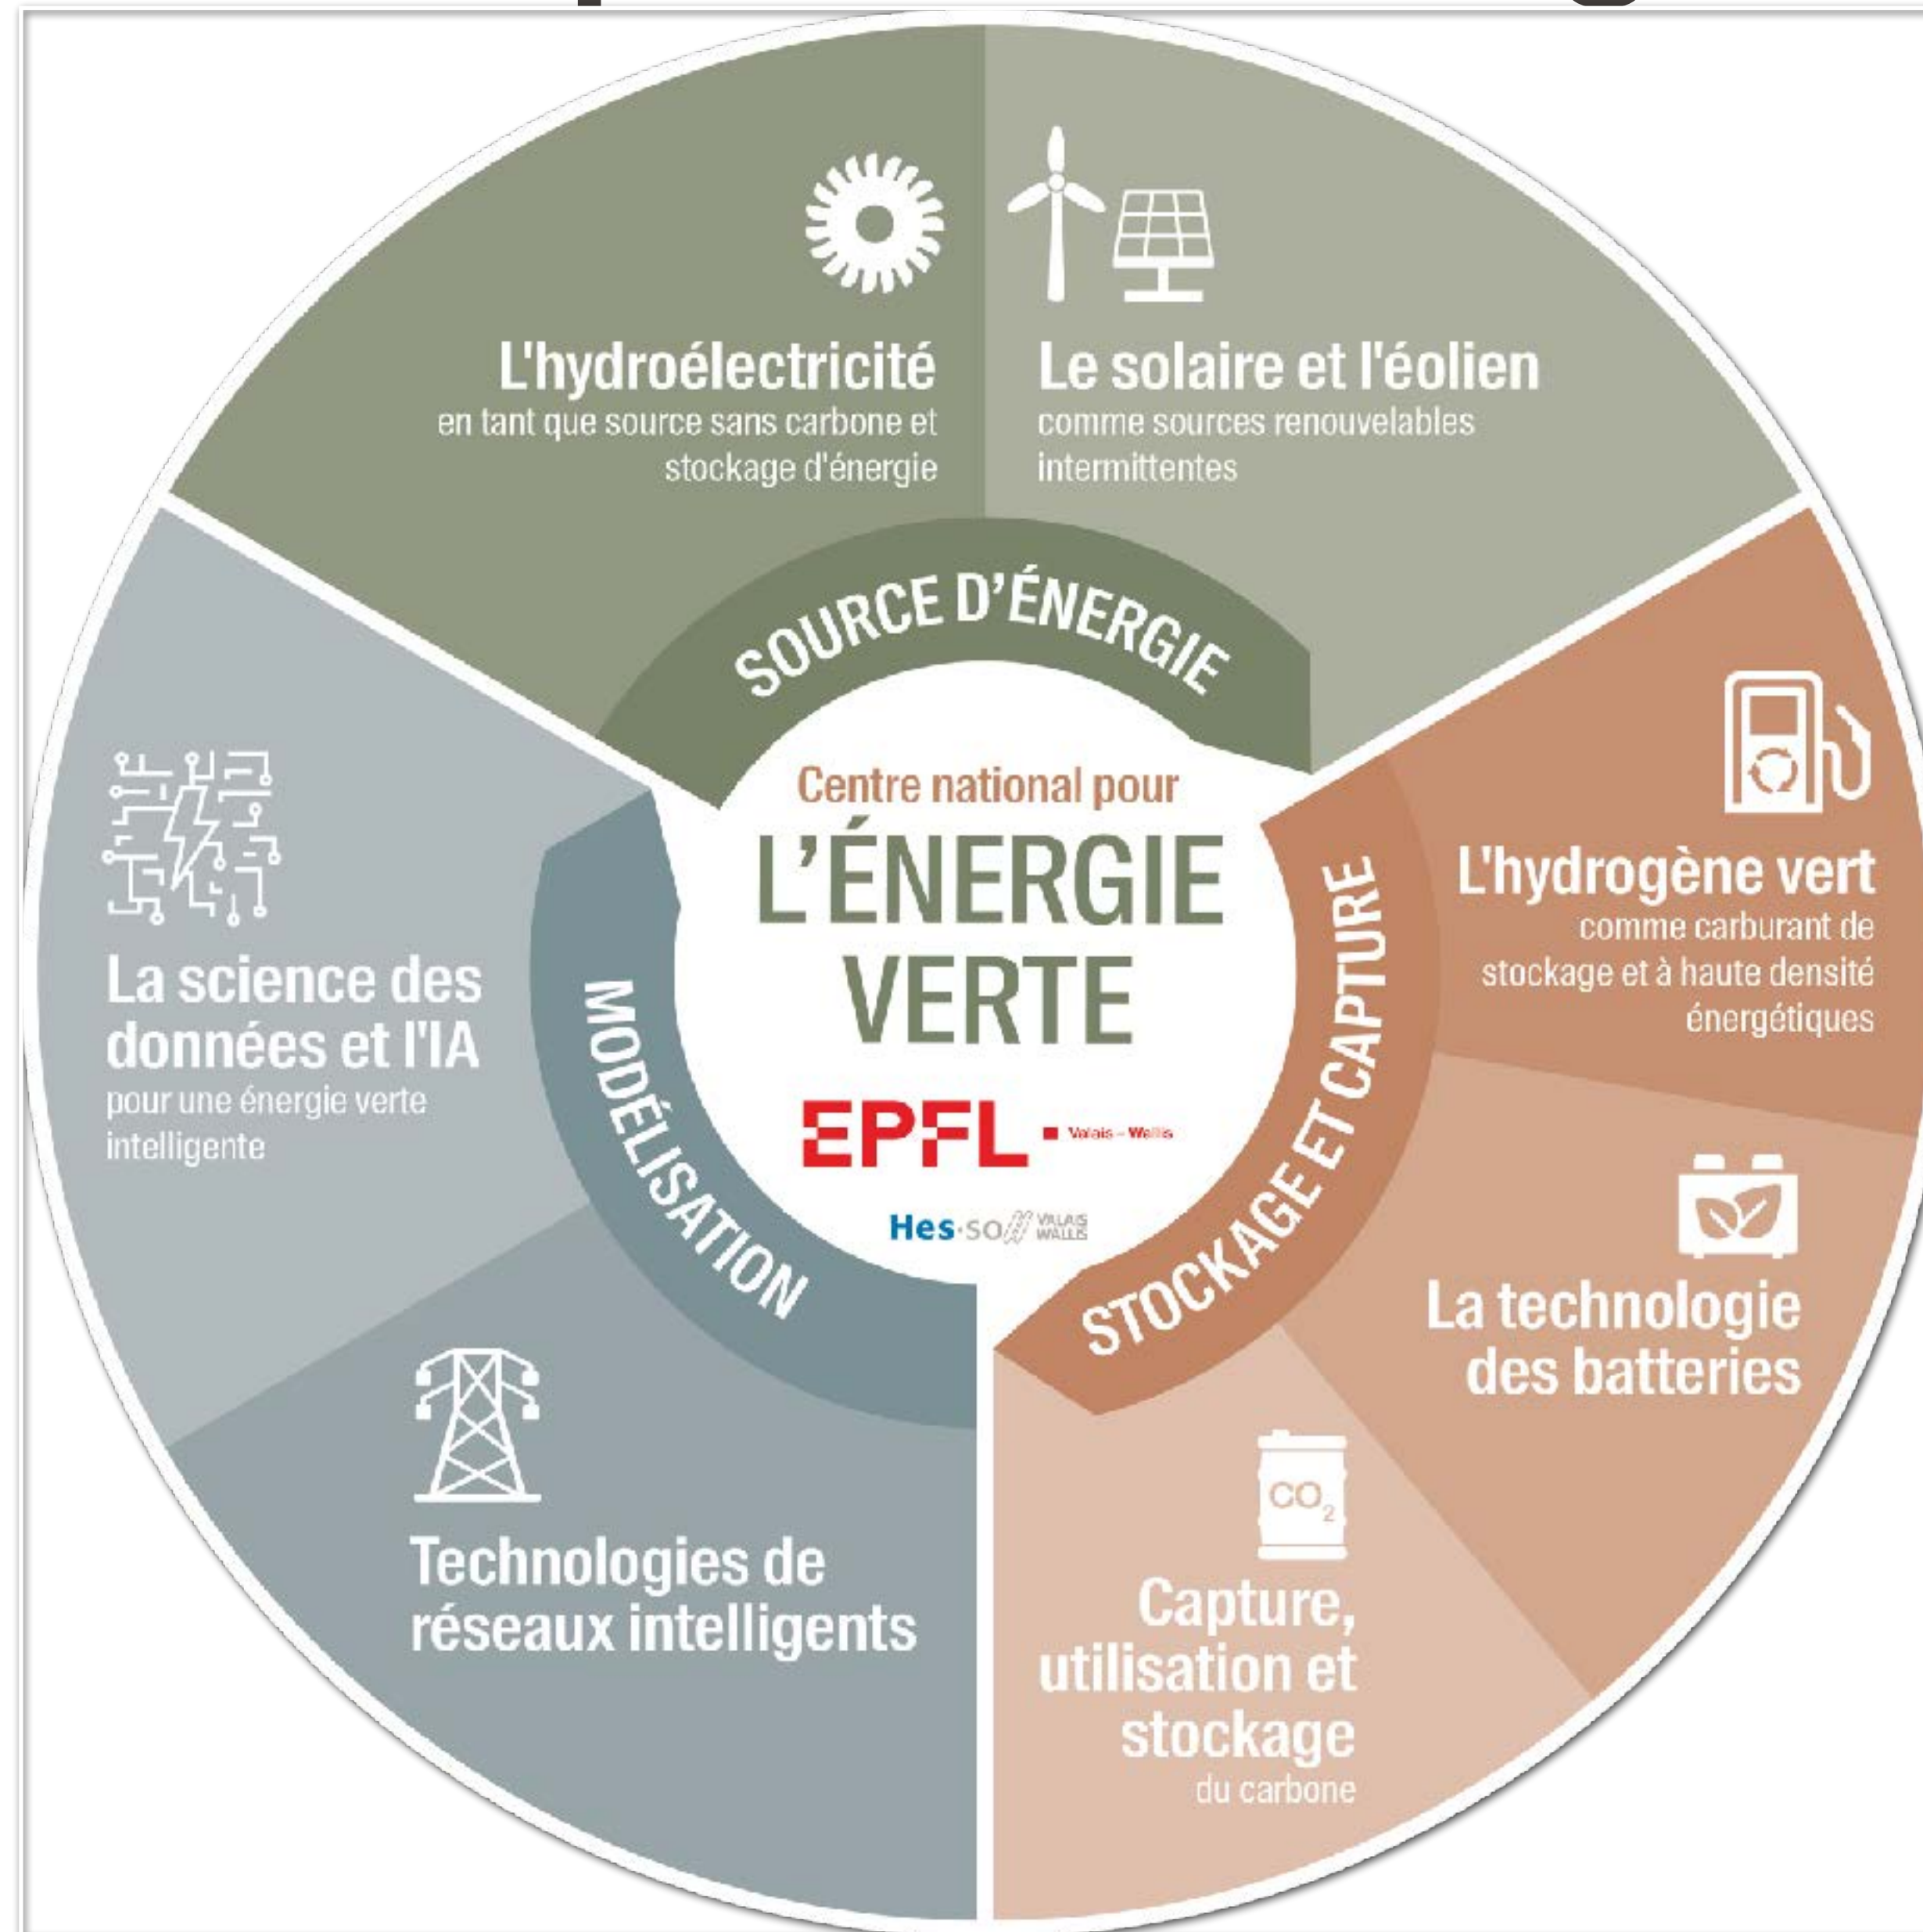 L'hydroélectricité
en tant que source sans carbone et
stockage d'énergie
Le solaire et l'éolien
comme sources renouvelables
intermittentes
SOURCE D'ÉNERGIE
L'hydrogène vert
comme carburant de
stockage et à haute densité
énergétiques
La technologie
des batteries
CO2
Capture,
utilisation et
stockage
du carbone
STOCKAGE ET CAPTURE
Technologies de
réseaux intelligents
La science des
données et l'IA
pour une énergie verte
intelligente
MODÉLISATION
Centre national pour
L'ÉNERGIE
VERTE
EPFL Valais - Wallis
Hes·so VALAIS
WALLIS